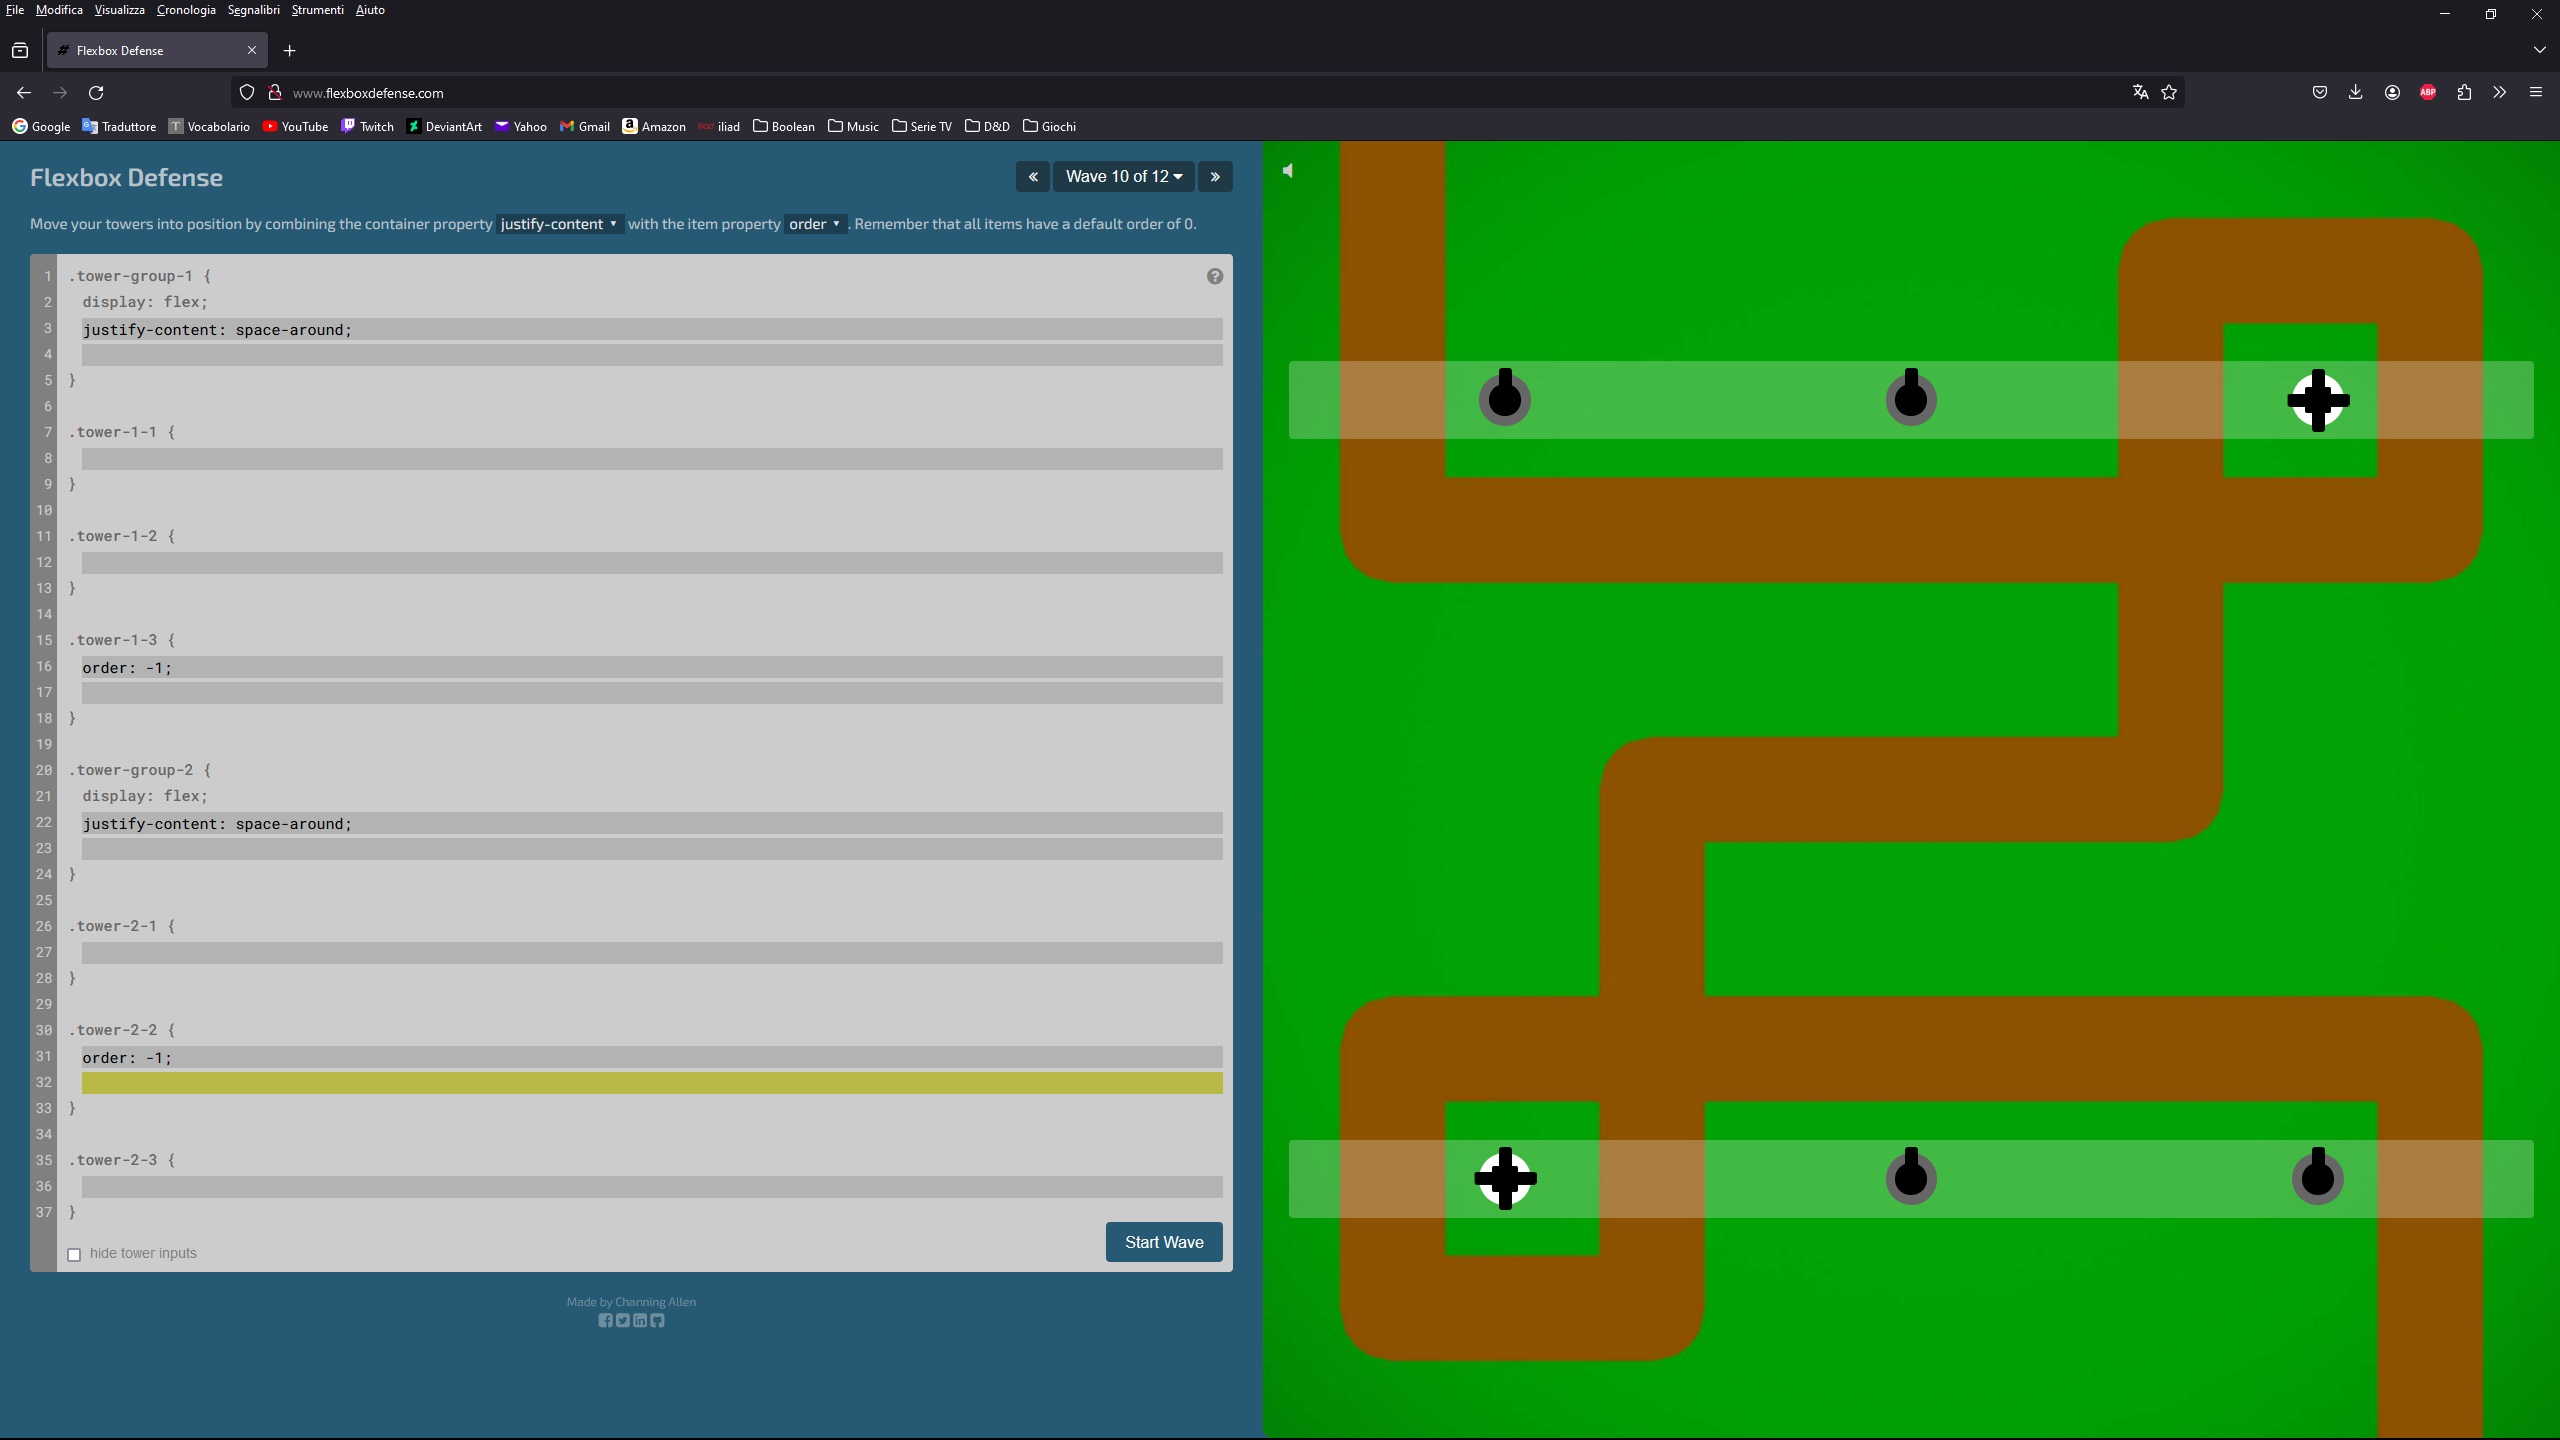 File Modifica Visualizza Cronologia Segnalibri Strumenti Aiuto
Flexbox Defense
www.flexboxdefense.com
ABP
Google Traduttore Vocabolario YouTube Twitch DeviantArt Yahoo Gmail Amazon iliad Boolean Music Serie TV D&D Giochi
Flexbox Defense
« Wave 10 of 12 »
Move your towers into position by combining the container property justify-content with the item property order . Remember that all items have a default order of 0.
1 .tower-group-1 {
2 display: flex;
3 justify-content: space-around;
4
5 }
6
7 .tower-1-1 {
8
9 }
10
11 .tower-1-2 {
12
13 }
14
15 .tower-1-3 {
16 order: -1;
17
18 }
19
20 .tower-group-2 {
21 display: flex;
22 justify-content: space-around;
23
24 }
25
26 .tower-2-1 {
27
28 }
29
30 .tower-2-2 {
31 order: -1;
32
33 }
34
35 .tower-2-3 {
36
37 }
hide tower inputs
Start Wave
Made by Channing Allen